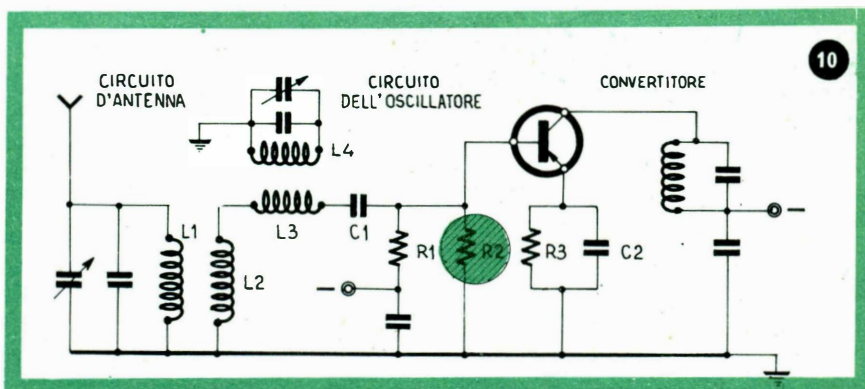 10
CIRCUITO
D'ANTENNA
CIRCUITO
DELL'OSCILLATORE
CONVERTITORE
L4
L1
L3
C1
L2
R1
R2
R3
C2